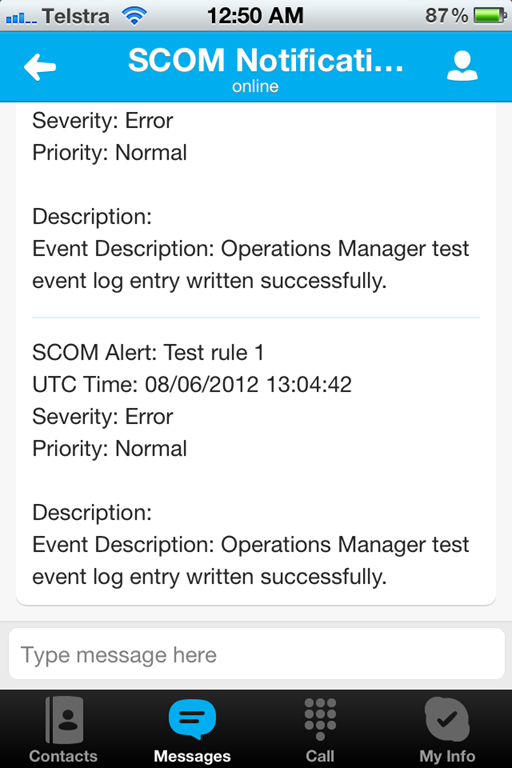 Telstra 12:50 AM 87%
SCOM Notificati...
online
Severity: Error
Priority: Normal
Description:
Event Description: Operations Manager test
event log entry written successfully.
SCOM Alert: Test rule 1
UTC Time: 08/06/2012 13:04:42
Severity: Error
Priority: Normal
Description:
Event Description: Operations Manager test
event log entry written successfully.
Type message here
Contacts Messages Call My Info